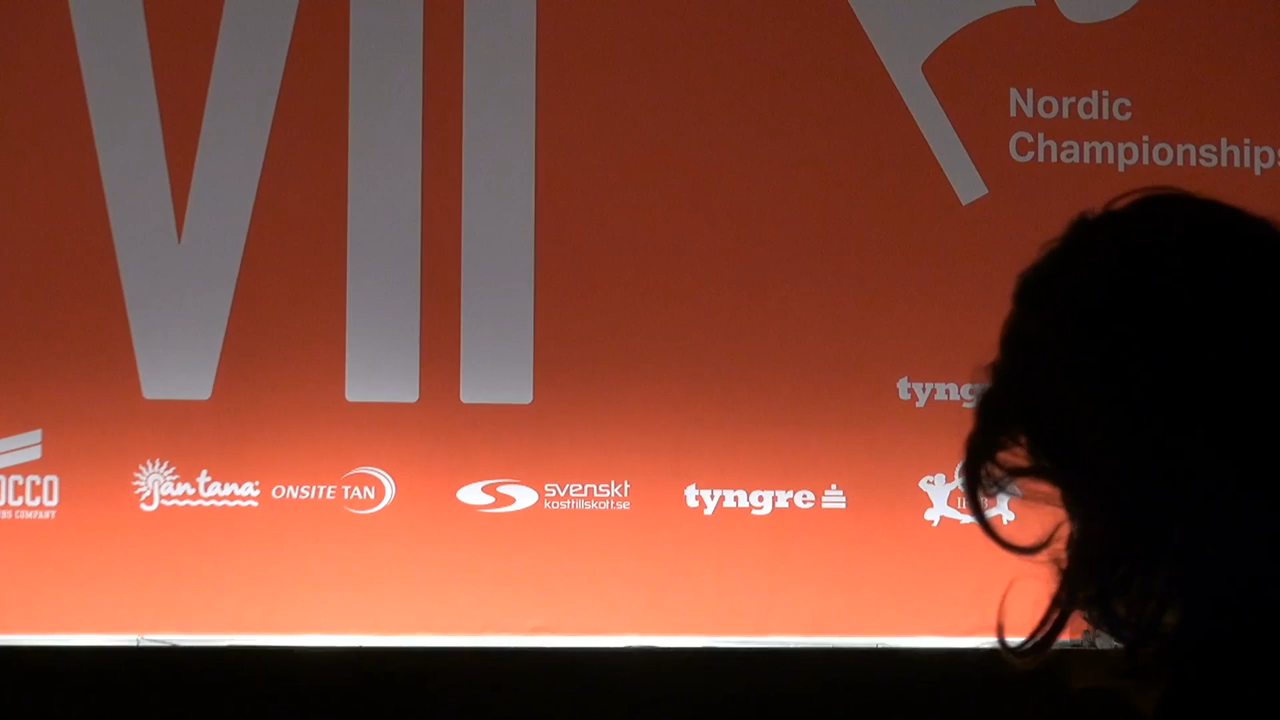 VII
Nordic
Championships
tyngre
jan tana
ONSITE TAN
svenskt
kosttillskott.se
tyngre